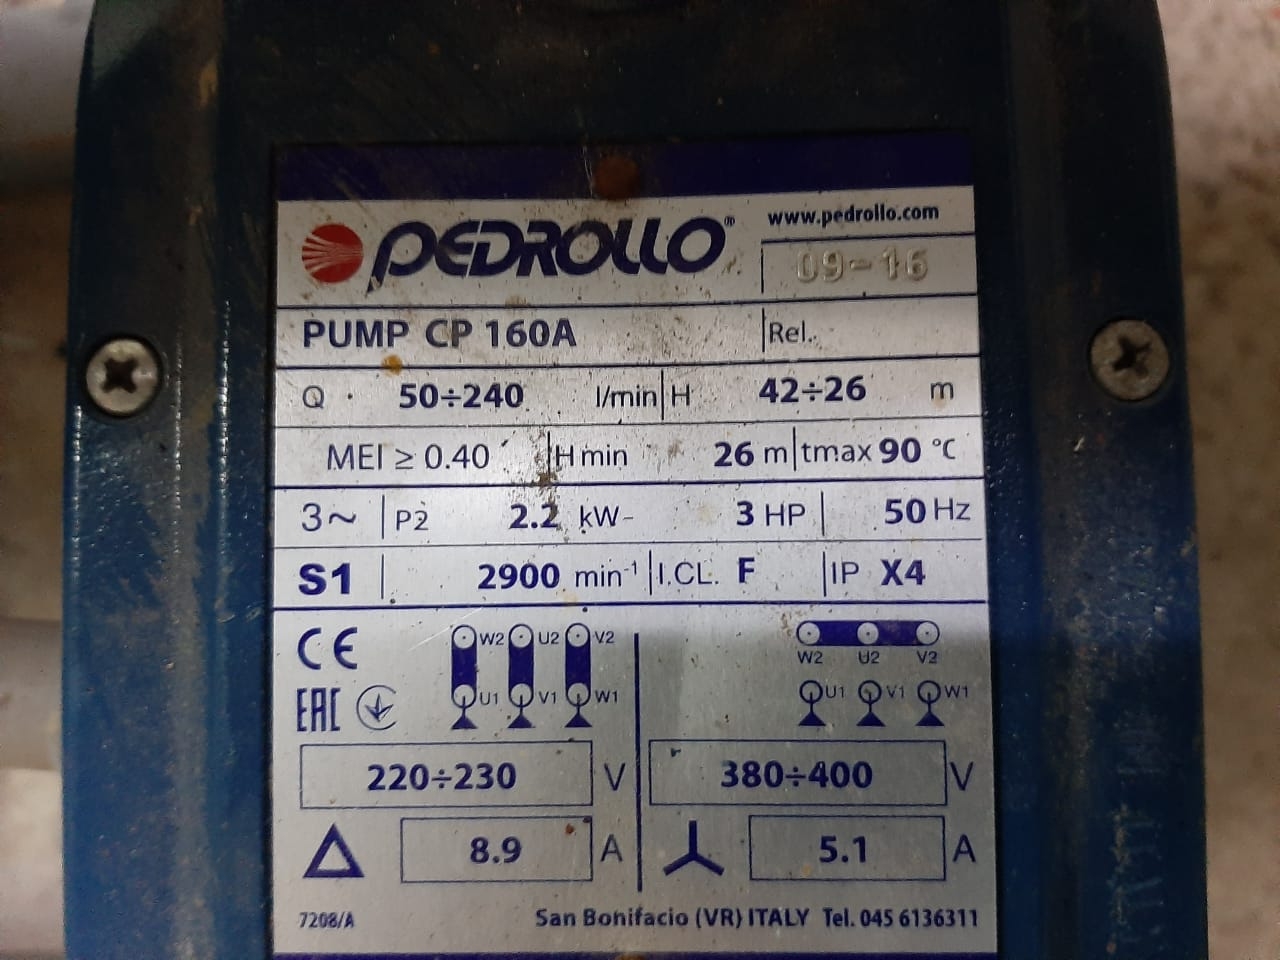 PEDROLLO®
www.pedrollo.com
09-16
PUMP CP 160A Rel.
Q 50÷240 l/min H 42÷26 m
MEI ≥ 0.40 H min 26 m tmax 90 °C
3~ P2 2.2 kW- 3 HP 50 Hz
S1 2900 min⁻¹ I.CL. F IP X4
CE W2 U2 V2 W2 U2 V2
EAC U1 V1 W1 U1 V1 W1
220÷230 V 380÷400 V
8.9 A 5.1 A
7208/A San Bonifacio (VR) ITALY Tel. 045 6136311